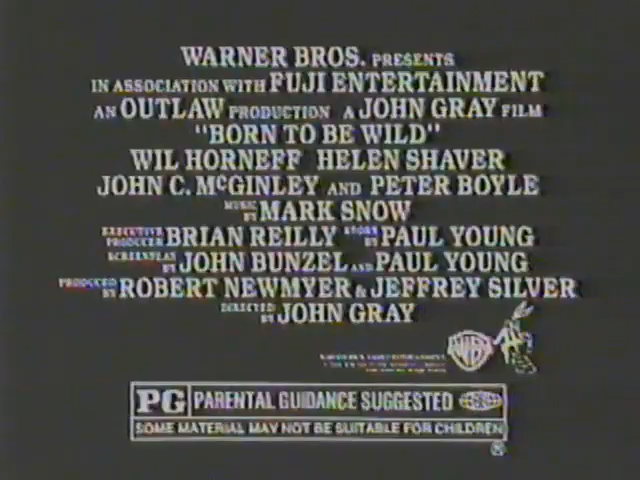 WARNER BROS. PRESENTS
IN ASSOCIATION WITH FUJI ENTERTAINMENT
AN OUTLAW PRODUCTION A JOHN GRAY FILM
"BORN TO BE WILD"
WIL HORNEFF HELEN SHAVER
JOHN C. McGINLEY AND PETER BOYLE
MUSIC BY MARK SNOW
EXECUTIVE PRODUCER BRIAN REILLY STORY BY PAUL YOUNG
SCREENPLAY BY JOHN BUNZEL AND PAUL YOUNG
PRODUCED BY ROBERT NEWMYER & JEFFREY SILVER
DIRECTED BY JOHN GRAY
WB
PG PARENTAL GUIDANCE SUGGESTED
SOME MATERIAL MAY NOT BE SUITABLE FOR CHILDREN
®